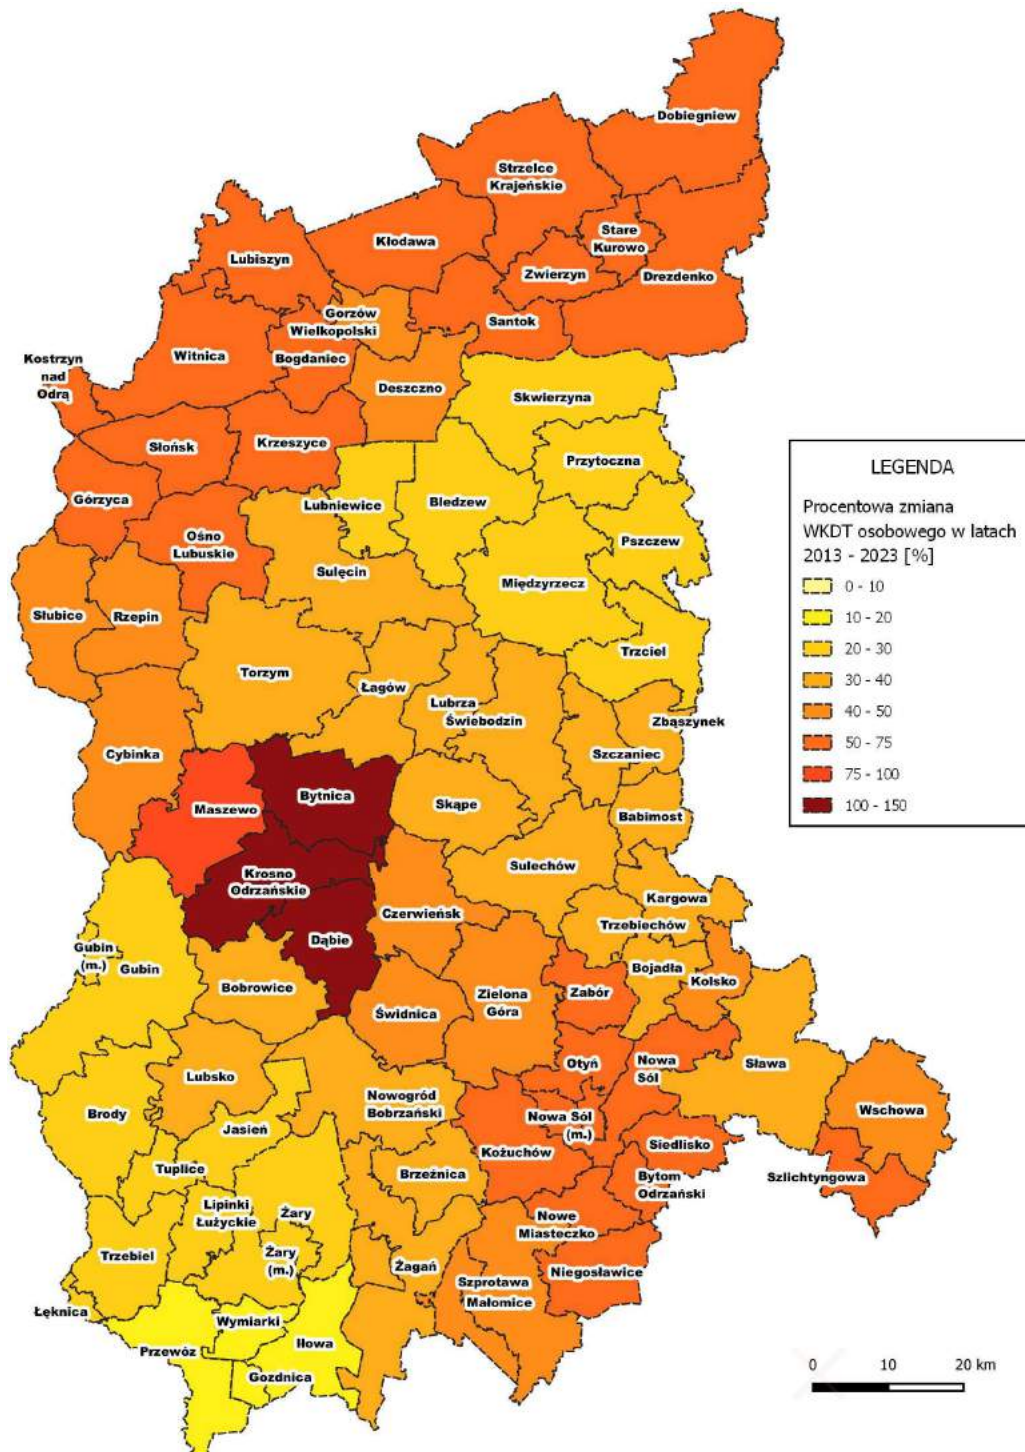 Dobiegniew
Strzelce
Krajeńskie
Stare
Kurowo
Kłodawa
Lubiszyn
Zwierzyn
Drezdenko
Gorzów
Wielkopolski
Santok
Witnica
Bogdaniec
Kostrzyn
nad
Odrą
Deszczno
Skwierzyna
Słońsk
Krzeszyce
Przytoczna
Górzyca
Lubniewice
Bledzew
Ośno
Lubuskie
Pszczew
Sulęcin
Międzyrzecz
Słubice
Rzepin
Trzciel
Torzym
Łagów
Lubrza
Świebodzin
Zbąszynek
Cybinka
Szczaniec
Bytnica
Skąpe
Maszewo
Babimost
Sulechów
Krosno
Odrzańskie
Kargowa
Czerwieńsk
Trzebiechów
Dąbie
Gubin
(m.)
Gubin
Bobrowice
Bojadła
Kolsko
Zielona
Góra
Zabór
Świdnica
Otyń
Nowa
Sól
Sława
Lubsko
Nowogród
Bobrzański
Brody
Wschowa
Jasień
Nowa Sól
(m.)
Kożuchów
Siedlisko
Tuplice
Brzeźnica
Bytom
Odrzański
Szlichtyngowa
Lipinki
Łużyckie
Żary
Nowe
Miasteczko
Trzebiel
Żary
(m.)
Żagań
Niegosławice
Szprotawa
Małomice
Łęknica
Wymiarki
Przewóz
Iłowa
Gozdnica
LEGENDA
Procentowa zmiana
WKDT osobowego w latach
2013 - 2023 [%]
0 - 10
10 - 20
20 - 30
30 - 40
40 - 50
50 - 75
75 - 100
100 - 150
0 10 20 km